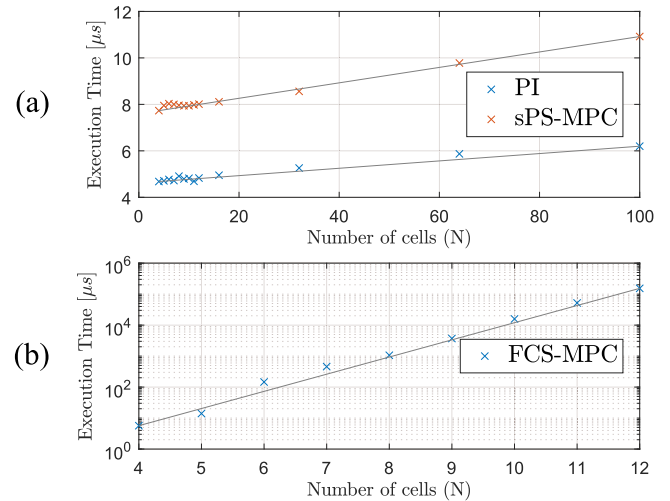 (a)
Execution Time [μs]
12
10
8
6
4
PI
sPS-MPC
0 20 40 60 80 100
Number of cells (N)
(b)
Execution Time [μs]
10^6
10^4
10^2
10^0
FCS-MPC
4 5 6 7 8 9 10 11 12
Number of cells (N)